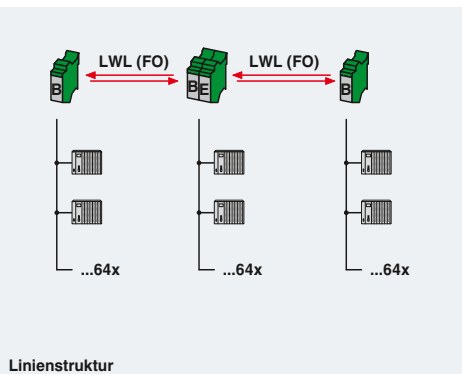 LWL (FO) LWL (FO)
B BE B
...64x ...64x ...64x
Linienstruktur